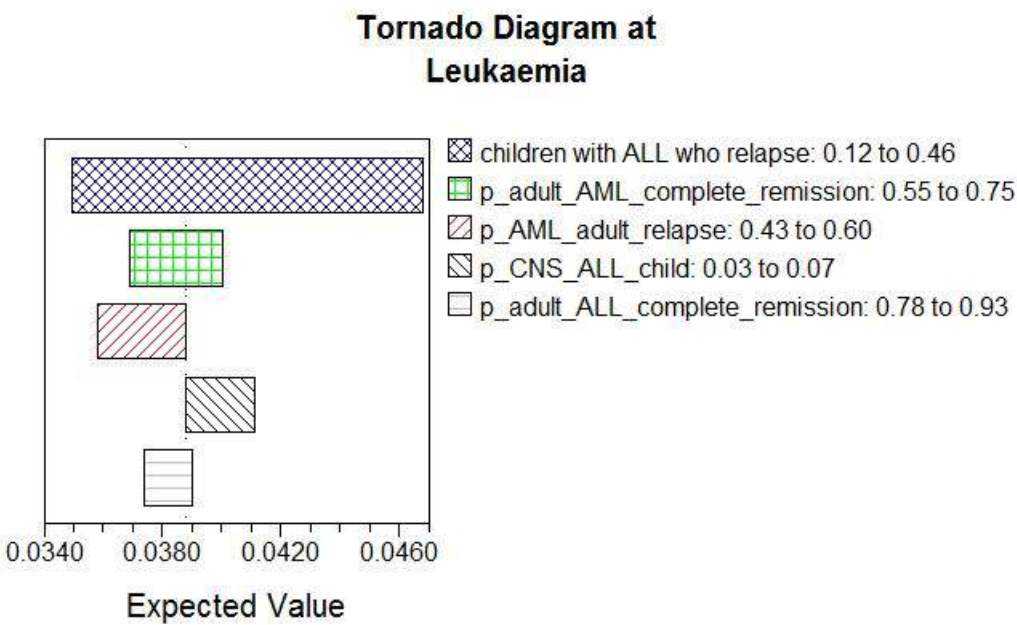 Tornado Diagram at
Leukaemia
children with ALL who relapse: 0.12 to 0.46
p_adult_AML_complete_remission: 0.55 to 0.75
p_AML_adult_relapse: 0.43 to 0.60
p_CNS_ALL_child: 0.03 to 0.07
p_adult_ALL_complete_remission: 0.78 to 0.93
0.0340 0.0380 0.0420 0.0460
Expected Value